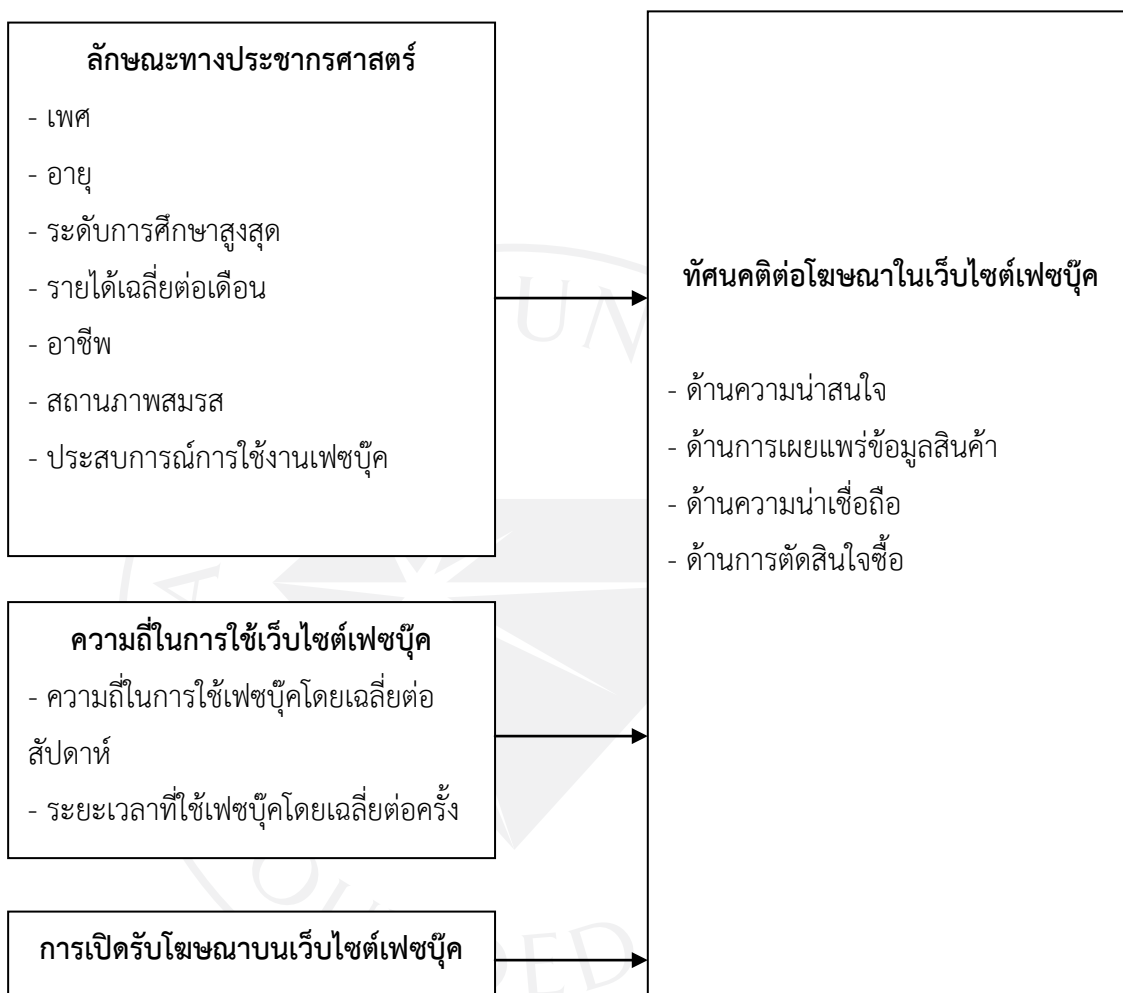 ลักษณะทางประชากรศาสตร์
- เพศ
- อายุ
- ระดับการศึกษาสูงสุด
- รายได้เฉลี่ยต่อเดือน
- อาชีพ
- สถานภาพสมรส
- ประสบการณ์การใช้งานเฟซบุ๊ค
ความถี่ในการใช้เว็บไซต์เฟซบุ๊ค
- ความถี่ในการใช้เฟซบุ๊คโดยเฉลี่ยต่อ
สัปดาห์
- ระยะเวลาที่ใช้เฟซบุ๊คโดยเฉลี่ยต่อครั้ง
การเปิดรับโฆษณาบนเว็บไซต์เฟซบุ๊ค
ทัศนคติต่อโฆษณาในเว็บไซต์เฟซบุ๊ค
- ด้านความน่าสนใจ
- ด้านการเผยแพร่ข้อมูลสินค้า
- ด้านความน่าเชื่อถือ
- ด้านการตัดสินใจซื้อ